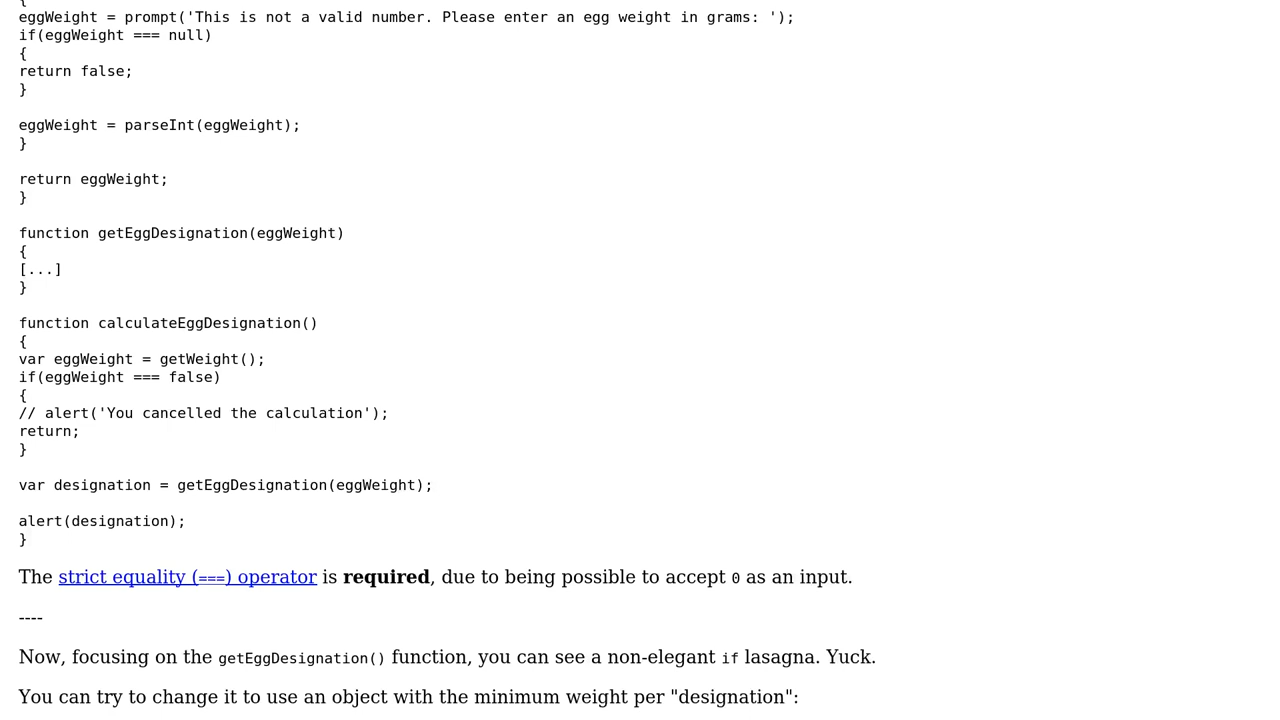 {
eggWeight = prompt('This is not a valid number. Please enter an egg weight in grams: ');
if(eggWeight === null)
{
return false;
}

eggWeight = parseInt(eggWeight);
}

return eggWeight;
}

function getEggDesignation(eggWeight)
{
[...]
}

function calculateEggDesignation()
{
var eggWeight = getWeight();
if(eggWeight === false)
{
// alert('You cancelled the calculation');
return;
}

var designation = getEggDesignation(eggWeight);

alert(designation);
}
The strict equality (===) operator is required, due to being possible to accept 0 as an input.
----
Now, focusing on the getEggDesignation() function, you can see a non-elegant if lasagna. Yuck.
You can try to change it to use an object with the minimum weight per "designation":